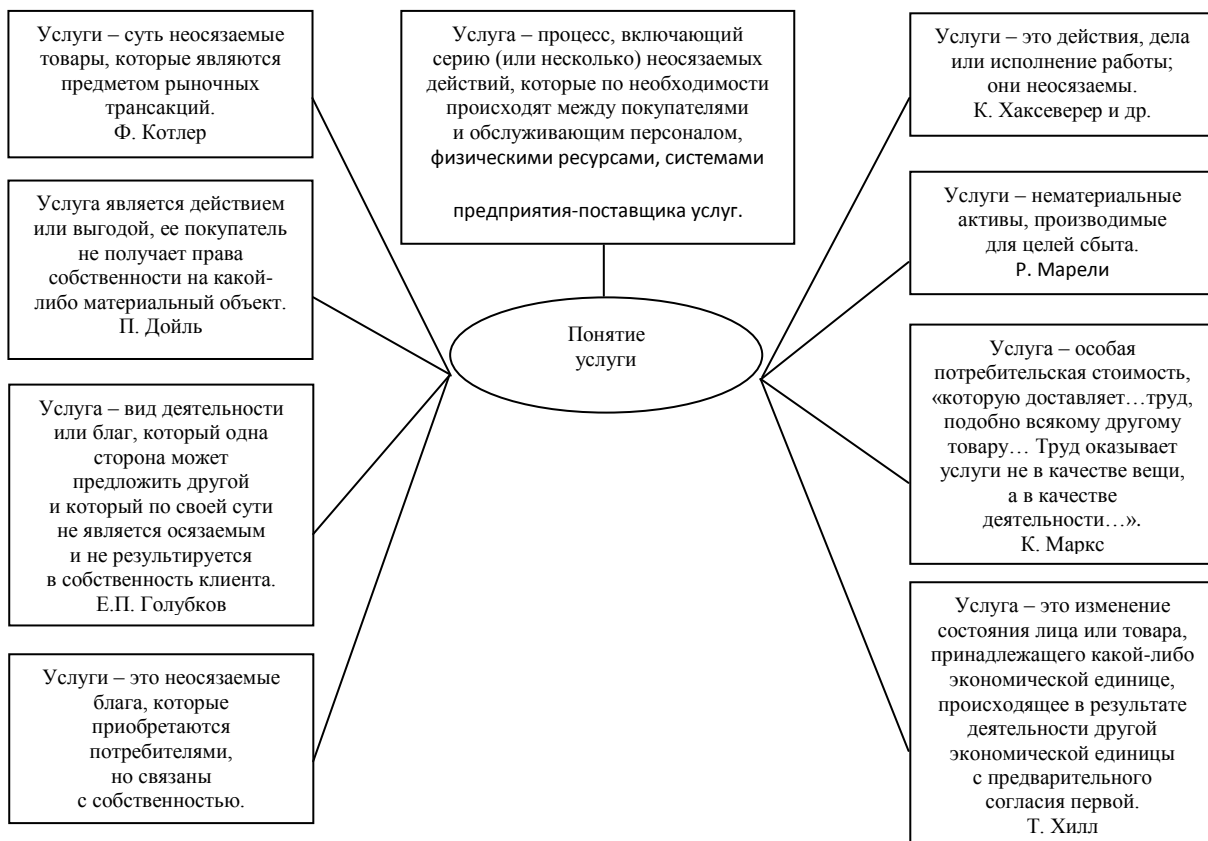 Услуги – суть неосязаемые
товары, которые являются
предметом рыночных
трансакций.
Ф. Котлер
Услуга является действием
или выгодой, ее покупатель
не получает права
собственности на какой-
либо материальный объект.
П. Дойль
Услуга – вид деятельности
или благ, который одна
сторона может
предложить другой
и который по своей сути
не является осязаемым
и не результируется
в собственность клиента.
Е.П. Голубков
Услуги – это неосязаемые
блага, которые
приобретаются
потребителями,
но связаны
с собственностью.
Услуга – процесс, включающий
серию (или несколько) неосязаемых
действий, которые по необходимости
происходят между покупателями
и обслуживающим персоналом,
физическими ресурсами, системами
предприятия-поставщика услуг.
Понятие
услуги
Услуги – это действия, дела
или исполнение работы;
они неосязаемы.
К. Хаксеверер и др.
Услуги – нематериальные
активы, производимые
для целей сбыта.
Р. Марели
Услуга – особая
потребительская стоимость,
«которую доставляет…труд,
подобно всякому другому
товару… Труд оказывает
услуги не в качестве вещи,
а в качестве
деятельности…».
К. Маркс
Услуга – это изменение
состояния лица или товара,
принадлежащего какой-либо
экономической единице,
происходящее в результате
деятельности другой
экономической единицы
с предварительного
согласия первой.
Т. Хилл